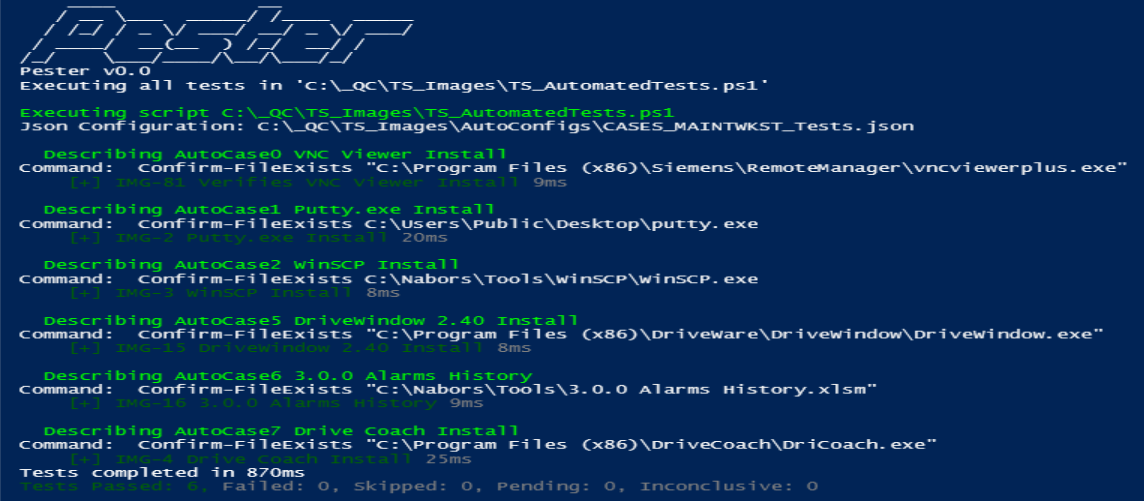 Pester
Pester v0.0
Executing all tests in 'C:\_QC\TS_Images\TS_AutomatedTests.ps1'
Executing script C:\_QC\TS_Images\TS_AutomatedTests.ps1
Json Configuration: C:\_QC\TS_Images\AutoConfigs\CASES_MAINTWKST_Tests.json
Describing AutoCase0 VNC Viewer Install
Command:  Confirm-FileExists "C:\Program Files (x86)\Siemens\RemoteManager\vncviewerplus.exe"
[+] IMG-81 Verifies VNC Viewer Install 9ms
Describing AutoCase1 Putty.exe Install
Command:  Confirm-FileExists C:\Users\Public\Desktop\putty.exe
[+] IMG-2 Putty.exe Install 20ms
Describing AutoCase2 WinSCP Install
Command:  Confirm-FileExists C:\Nabors\Tools\WinSCP\WinSCP.exe
[+] IMG-3 WinSCP Install 8ms
Describing AutoCase5 DriveWindow 2.40 Install
Command:  Confirm-FileExists "C:\Program Files (x86)\DriveWare\DriveWindow\DriveWindow.exe"
[+] IMG-15 DriveWindow 2.40 Install 8ms
Describing AutoCase6 3.0.0 Alarms History
Command:  Confirm-FileExists "C:\Nabors\Tools\3.0.0 Alarms History.xlsm"
[+] IMG-16 3.0.0 Alarms History 9ms
Describing AutoCase7 Drive Coach Install
Command:  Confirm-FileExists "C:\Program Files (x86)\DriveCoach\DriCoach.exe"
[+] IMG-4 Drive Coach Install 25ms
Tests completed in 870ms
Tests Passed: 6, Failed: 0, Skipped: 0, Pending: 0, Inconclusive: 0